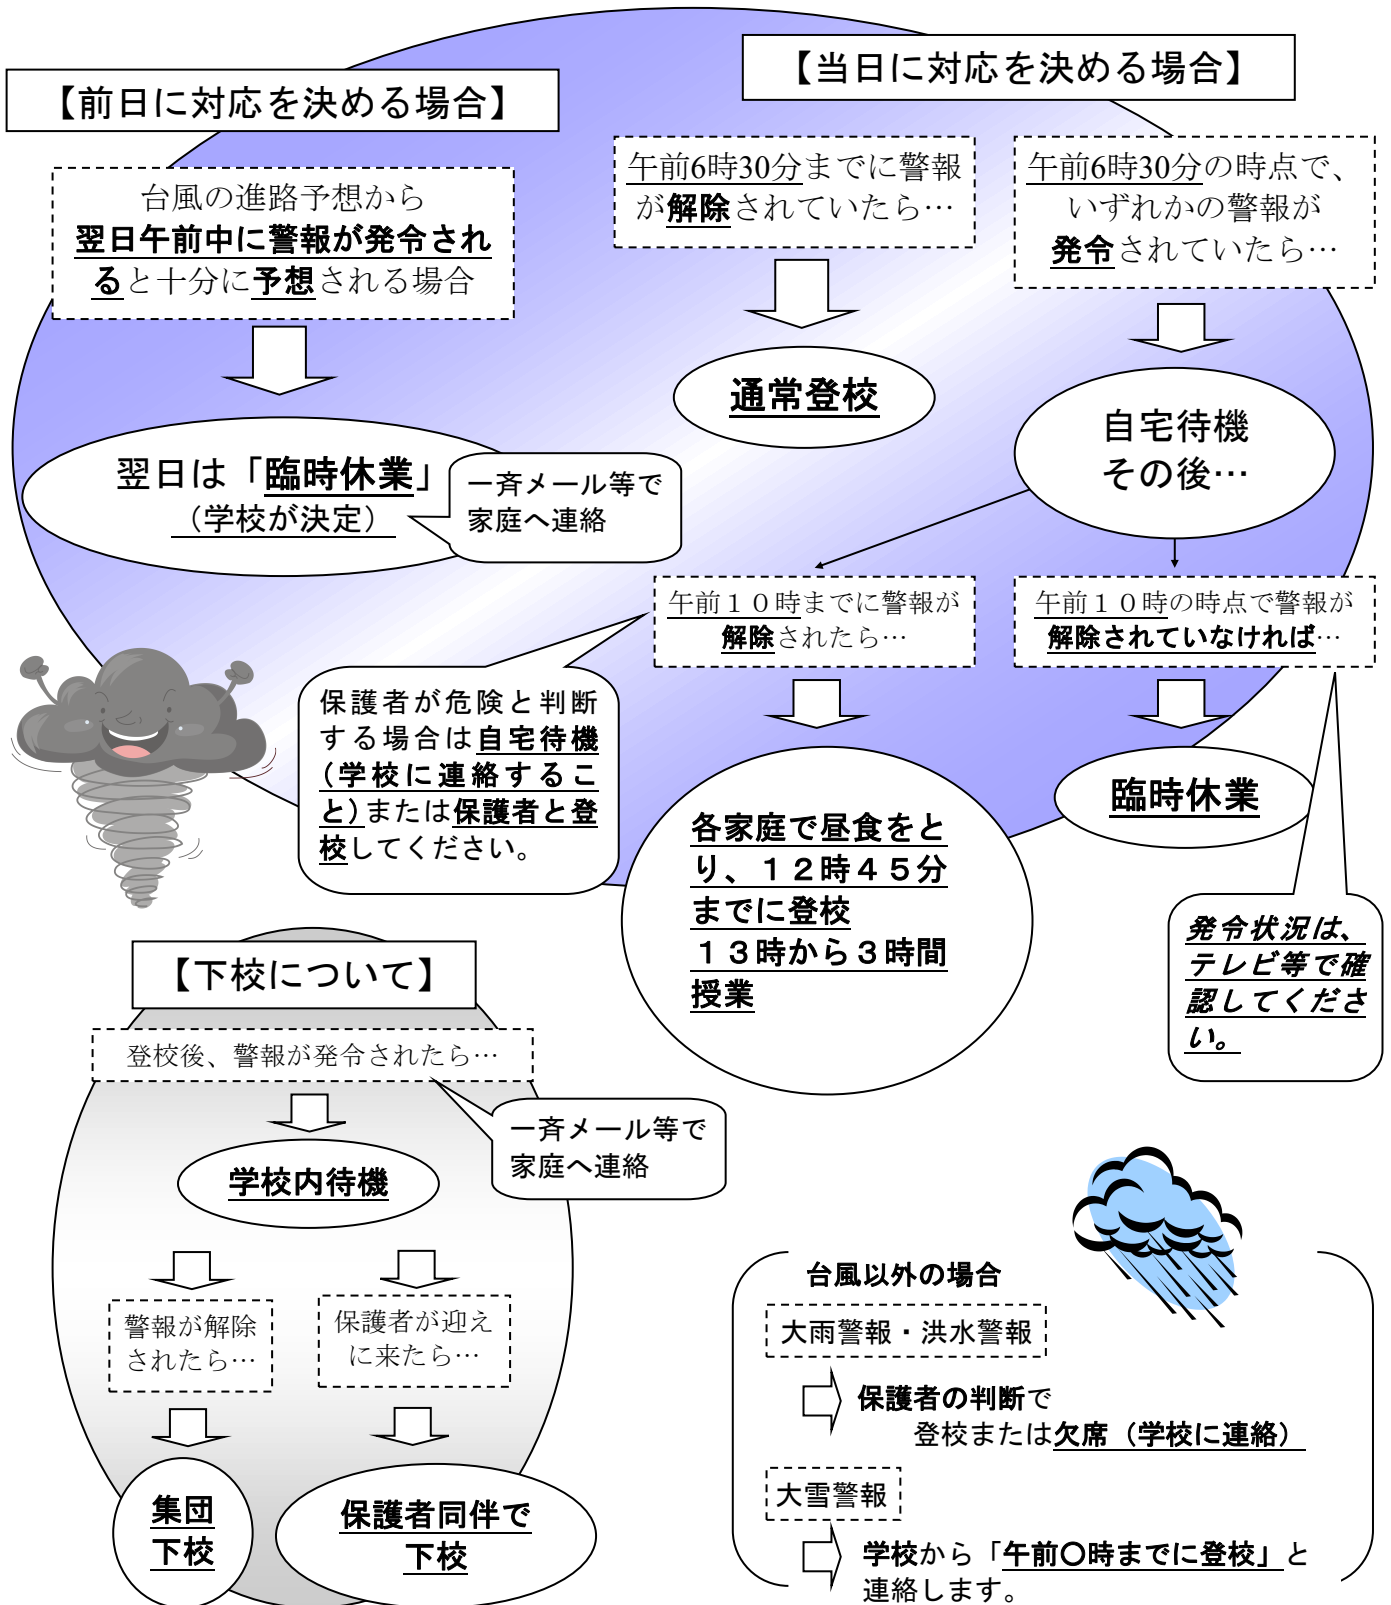 【前日に対応を決める場合】
台風の進路予想から
翌日午前中に警報が発令され
ると十分に予想される場合
翌日は「臨時休業」
（学校が決定）
一斉メール等で
家庭へ連絡
【当日に対応を決める場合】
午前6時30分までに警報
が解除されていたら…
通常登校
午前6時30分の時点で、
いずれかの警報が
発令されていたら…
自宅待機
その後…
午前１０時までに警報が
解除されたら…
保護者が危険と判断
する場合は自宅待機
（学校に連絡するこ
と）または保護者と登
校してください。
各家庭で昼食をと
り、１２時４５分
までに登校
１３時から３時間
授業
午前１０時の時点で警報が
解除されていなければ…
臨時休業
発令状況は、
テレビ等で確
認してくださ
い。
【下校について】
登校後、警報が発令されたら…
一斉メール等で
家庭へ連絡
学校内待機
警報が解除
されたら…
集団
下校
保護者が迎え
に来たら…
保護者同伴で
下校
台風以外の場合
大雨警報・洪水警報
保護者の判断で
登校または欠席（学校に連絡）
大雪警報
学校から「午前〇時までに登校」と
連絡します。